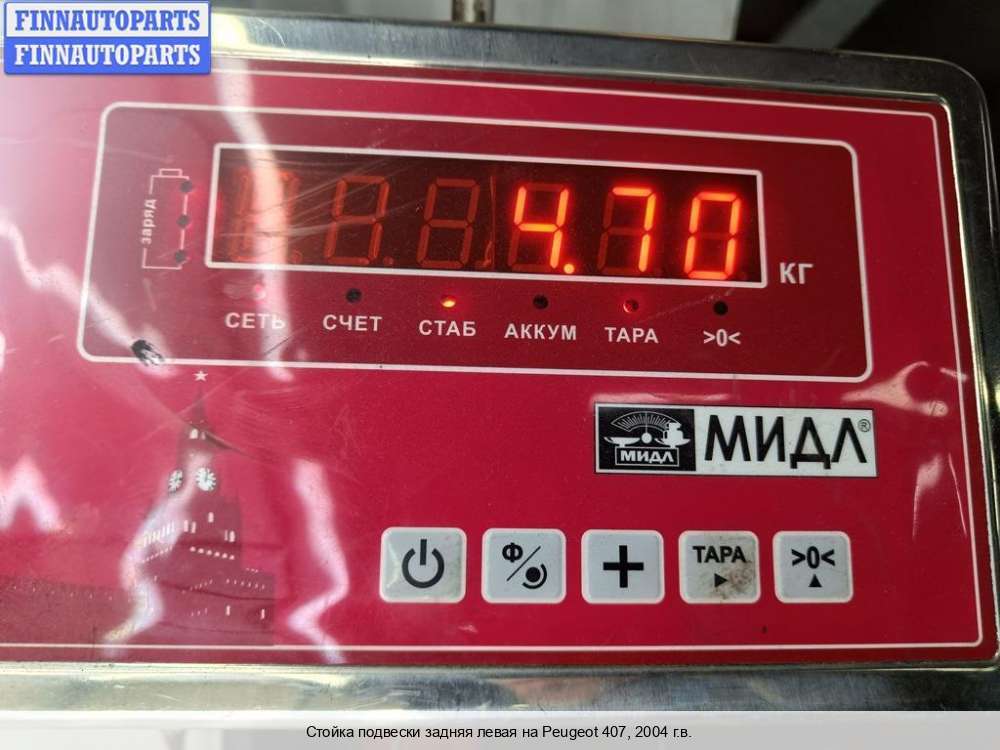 FINNAUTOPARTS
FINNAUTOPARTS
заряд
4.70
КГ
СЕТЬ СЧЕТ СТАБ АККУМ ТАРА >0<
МИДЛ МИДЛ®
Ф ТАРА >0<
Стойка подвески задняя левая на Peugeot 407, 2004 г.в.